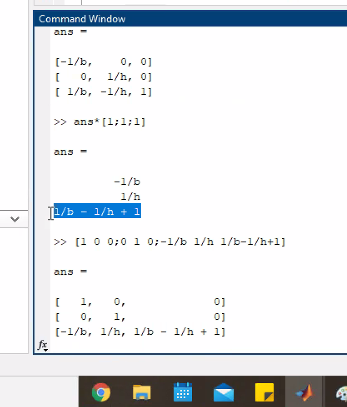 Command Window
ans =
[-1/b, 0, 0]
[ 0, 1/h, 0]
[ 1/b, -1/h, 1]
>> ans*[1;1;1]
ans =
-1/b
1/h
1/b - 1/h + 1
>> [1 0 0;0 1 0;-1/b 1/h 1/b-1/h+1]
ans =
[ 1, 0, 0]
[ 0, 1, 0]
[-1/b, 1/h, 1/b - 1/h + 1]
fx